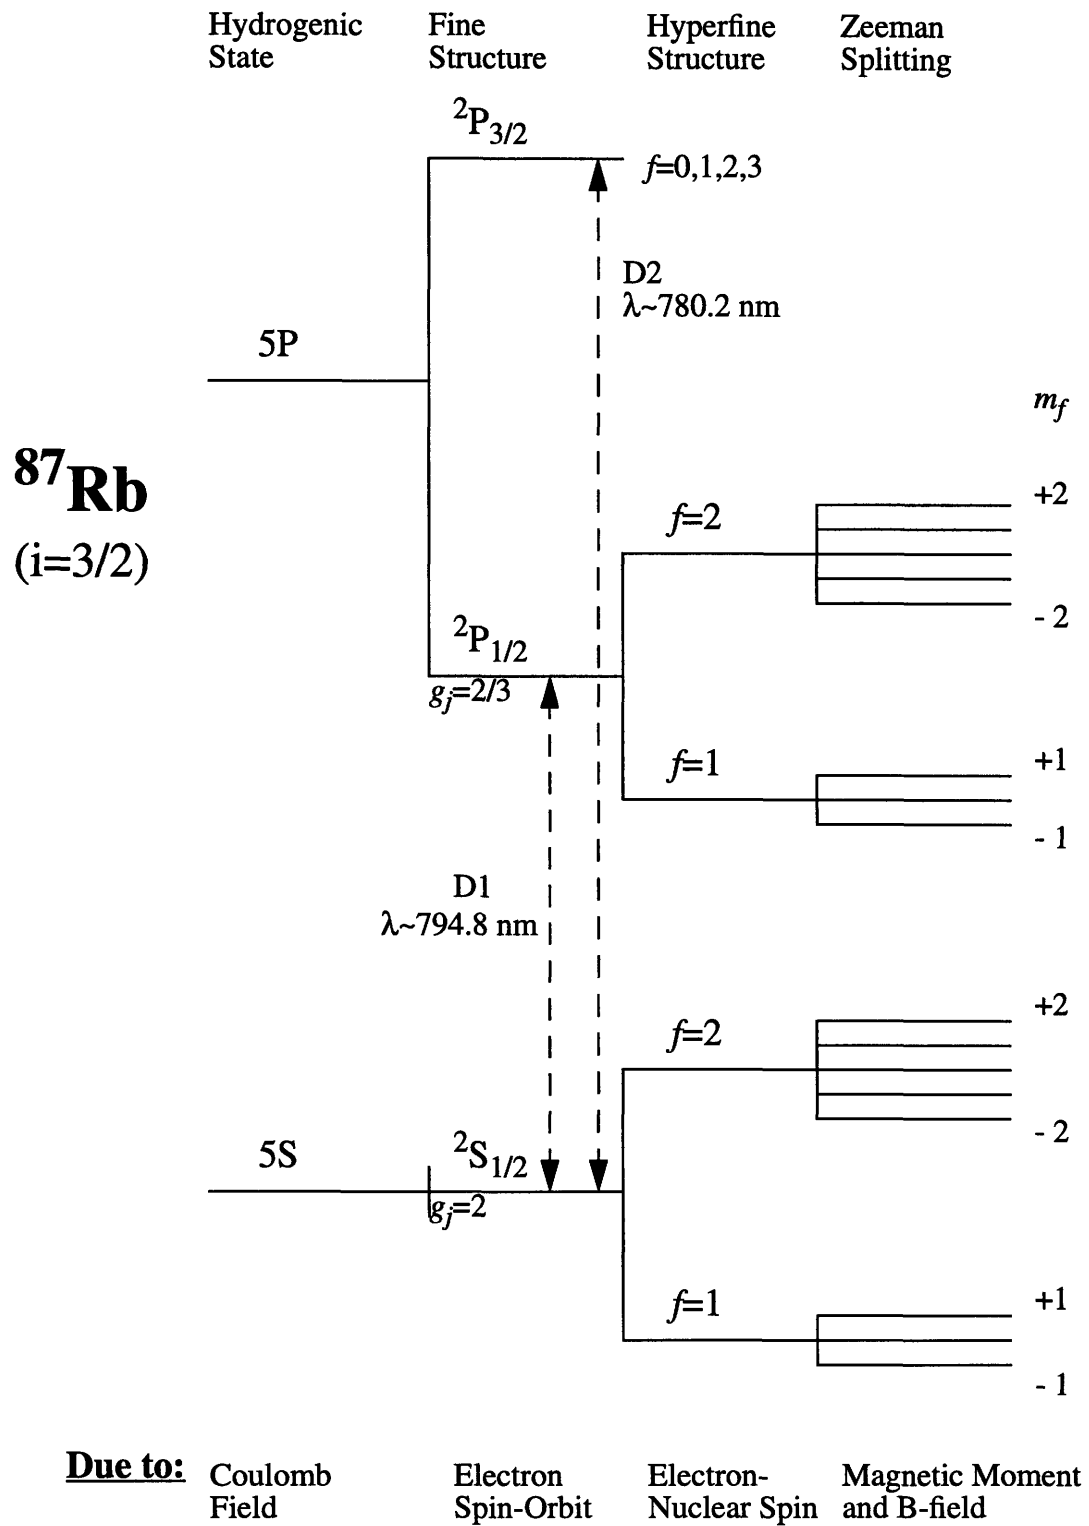 Hydrogenic
State
Fine
Structure
Hyperfine
Structure
Zeeman
Splitting
²P₃/₂
f=0,1,2,3
D2
λ~780.2 nm
5P
m_f
⁸⁷Rb
(i=3/2)
+2
f=2
- 2
²P₁/₂
g_j=2/3
f=1
+1
- 1
D1
λ~794.8 nm
+2
f=2
- 2
5S
²S₁/₂
g_j=2
f=1
+1
- 1
Due to:
Coulomb
Field
Electron
Spin-Orbit
Electron-
Nuclear Spin
Magnetic Moment
and B-field